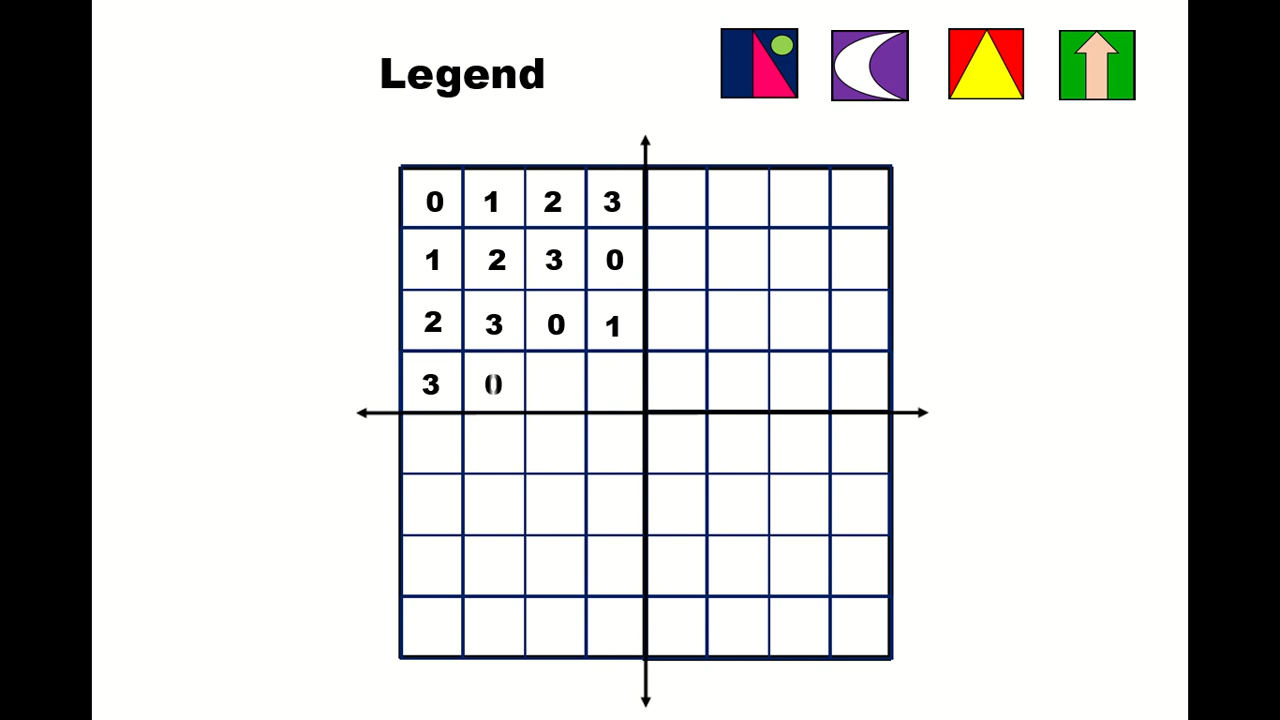 Legend
0 1 2 3
1 2 3 0
2 3 0 1
3 0